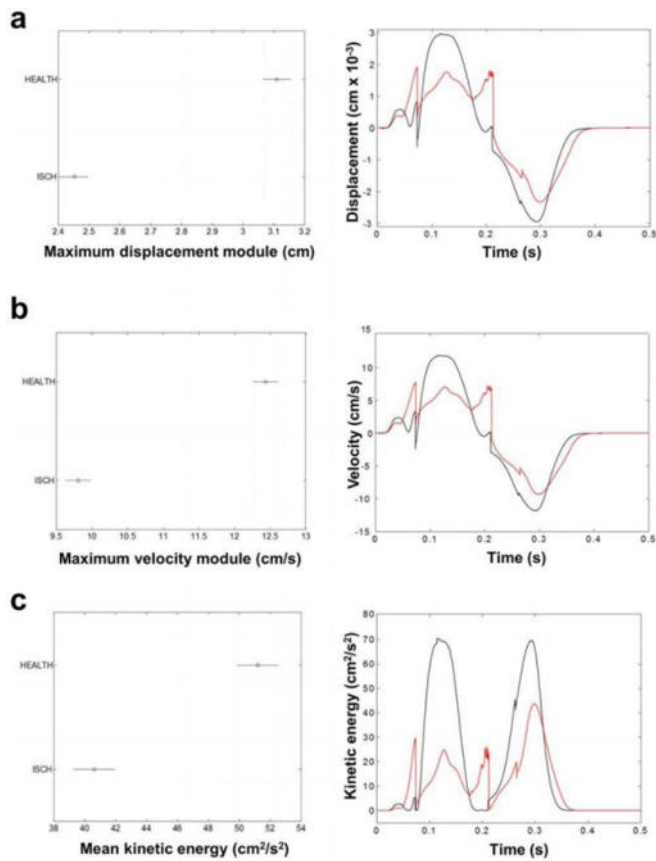 a
HEALTH
ISCH
2.4 2.5 2.6 2.7 2.8 2.9 3 3.1 3.2
Maximum displacement module (cm)
Displacement (cm x 10⁻³)
3
2
1
0
-1
-2
-3
0 0.1 0.2 0.3 0.4 0.5
Time (s)
b
HEALTH
ISCH
9.5 10 10.5 11 11.5 12 12.5 13
Maximum velocity module (cm/s)
Velocity (cm/s)
15
10
5
0
-5
-10
-15
0 0.1 0.2 0.3 0.4 0.5
Time (s)
c
HEALTH
ISCH
38 40 42 44 46 48 50 52 54
Mean kinetic energy (cm²/s²)
Kinetic energy (cm²/s²)
80
70
60
50
40
30
20
10
0
0 0.1 0.2 0.3 0.4 0.5
Time (s)